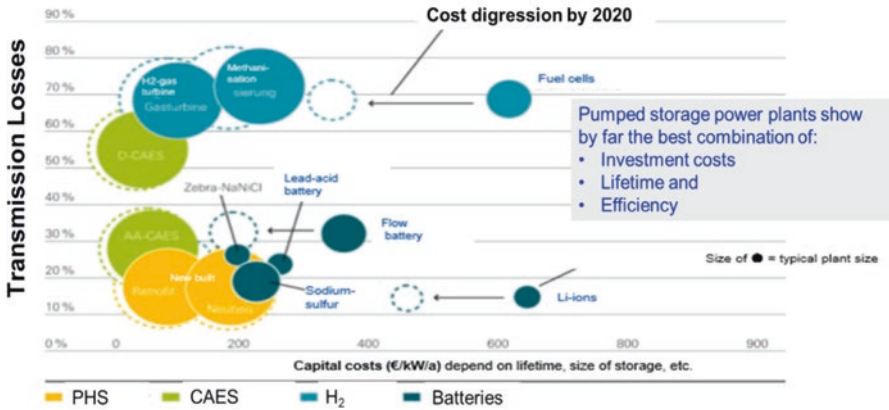 90 %
80 %
70 %
60 %
50 %
40 %
30 %
20 %
10 %
0 %
Transmission Losses
Cost digression by 2020
H2-gas
turbine
Gasturbine
Methani-
sation
sierung
Fuel cells
D-CAES
Zebra-NaNiCl
Lead-acid
battery
AA-CAES
Flow
battery
New built
Retrofit
Neubau
Sodium-
sulfur
Li-ions
Pumped storage power plants show
by far the best combination of:
• Investment costs
• Lifetime and
• Efficiency
Size of ● = typical plant size
0
200
400
600
800
900
Capital costs (€/kW/a) depend on lifetime, size of storage, etc.
PHS
CAES
H₂
Batteries